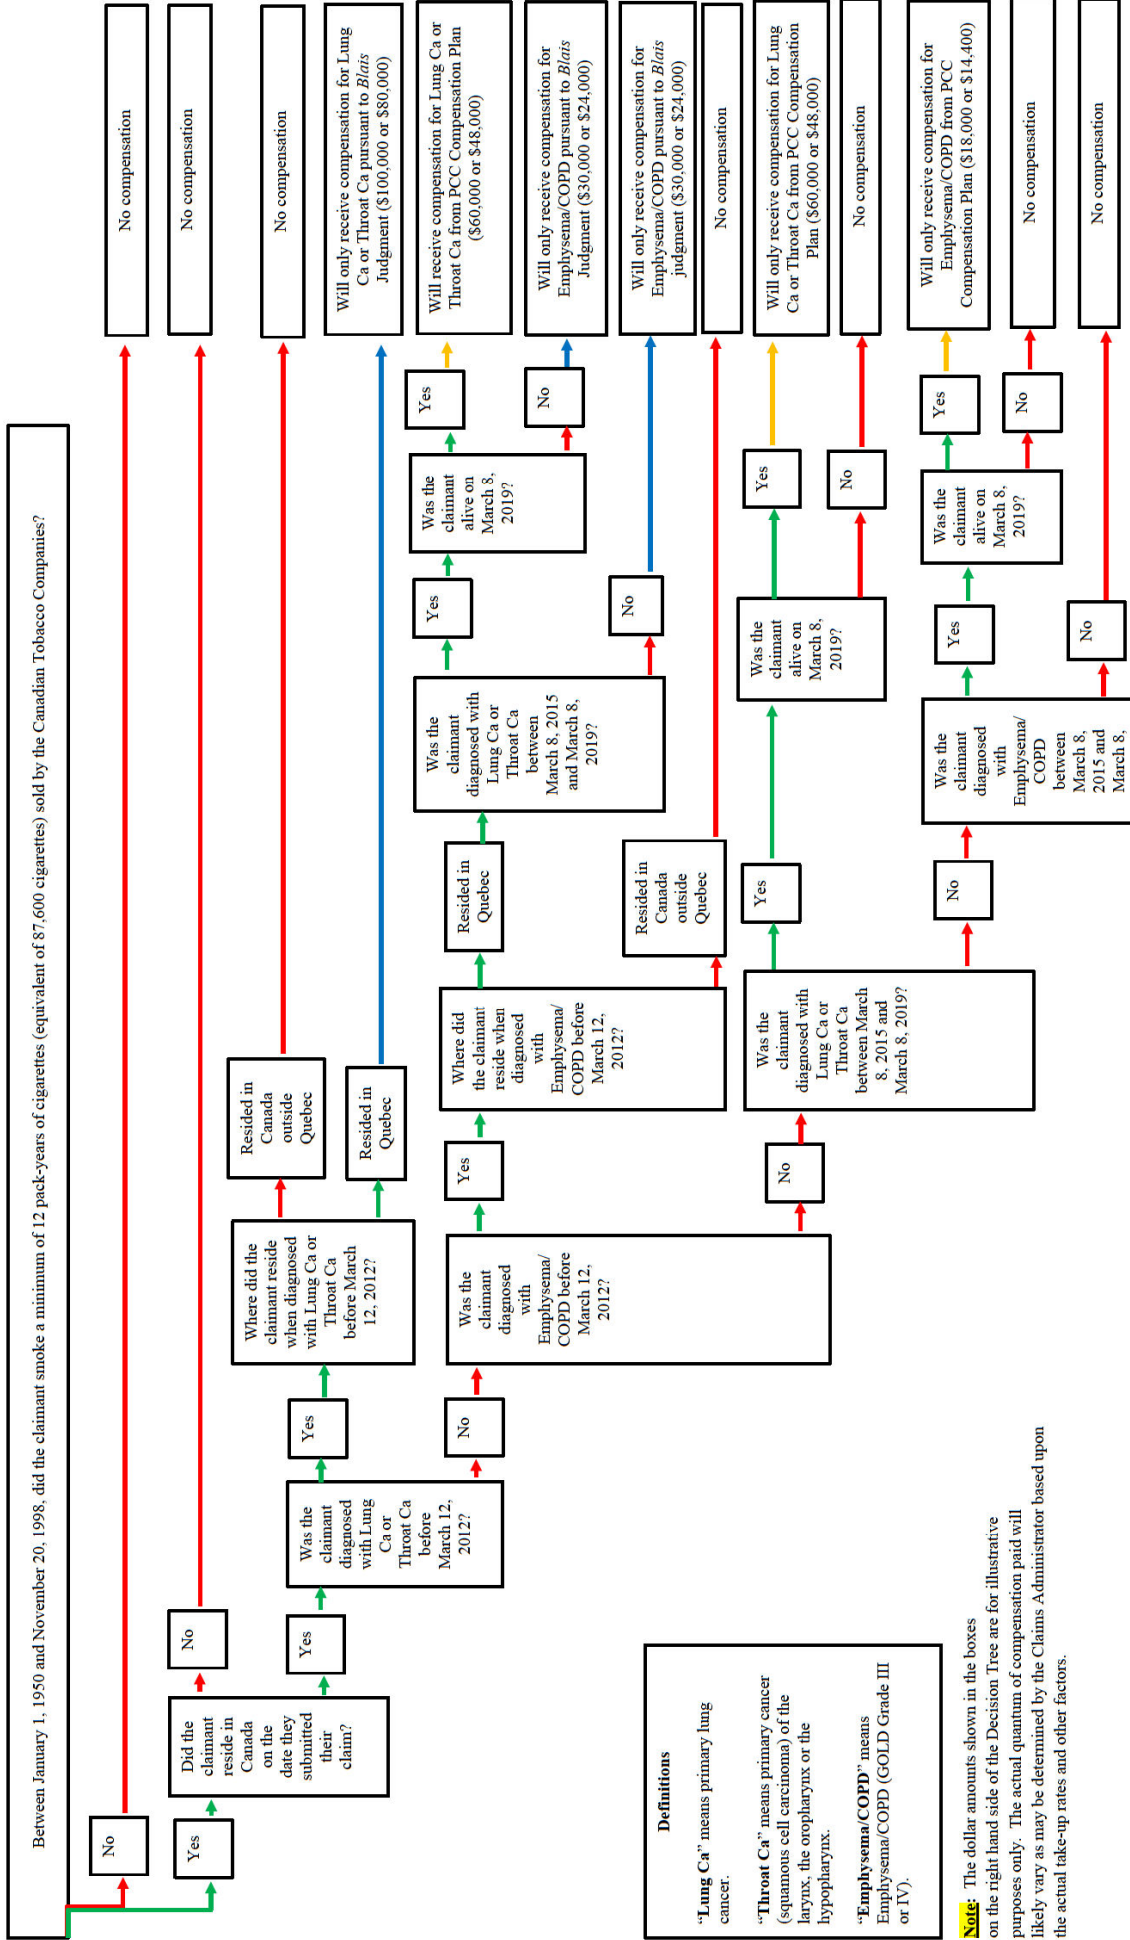 Between January 1, 1950 and November 20, 1998, did the claimant smoke a minimum of 12 pack-years of cigarettes (equivalent of 87,600 cigarettes) sold by the Canadian Tobacco Companies?
No
No compensation
Yes
Did the
claimant
reside in
Canada
on the
date they
submitted
their
claim?
No
No compensation
Yes
Was the
claimant
diagnosed
with Lung
Ca or
Throat Ca
before
March 12,
2012?
Yes
Where did the
claimant reside
when diagnosed
with Lung Ca or
Throat Ca
before March
12, 2012?
Resided in
Canada
outside
Quebec
No compensation
Resided in
Quebec
Will only receive compensation for Lung
Ca or Throat Ca pursuant to Blais
Judgment ($100,000 or $80,000)
No
Was the
claimant
diagnosed
with
Emphysema/
COPD before
March 12,
2012?
Yes
Where did
the claimant
reside when
diagnosed
with
Emphysema/
COPD before
March 12,
2012?
Resided in
Quebec
Was the
claimant
diagnosed with
Lung Ca or
Throat Ca
between
March 8, 2015
and March 8,
2019?
Yes
Was the
claimant
alive on
March 8,
2019?
Yes
Will receive compensation for Lung Ca or
Throat Ca from PCC Compensation Plan
($60,000 or $48,000)
No
Will only receive compensation for
Emphysema/COPD pursuant to Blais
Judgment ($30,000 or $24,000)
No
Will only receive compensation for
Emphysema/COPD pursuant to Blais
judgment ($30,000 or $24,000)
Resided in
Canada
outside
Quebec
No compensation
No
Was the
claimant
diagnosed with
Lung Ca or
Throat Ca
between March
8, 2015 and
March 8, 2019?
Yes
Was the
claimant
alive on
March 8,
2019?
Yes
Will only receive compensation for Lung
Ca or Throat Ca from PCC Compensation
Plan ($60,000 or $48,000)
No
No compensation
No
Was the
claimant
diagnosed
with
Emphysema/
COPD
between
March 8,
2015 and
March 8,
Yes
Was the
claimant
alive on
March 8,
2019?
Yes
Will only receive compensation for
Emphysema/COPD from PCC
Compensation Plan ($18,000 or $14,400)
No
No compensation
No
No compensation
Definitions
“Lung Ca” means primary lung
cancer.
“Throat Ca” means primary cancer
(squamous cell carcinoma) of the
larynx, the oropharynx or the
hypopharynx.
“Emphysema/COPD” means
Emphysema/COPD (GOLD Grade III
or IV).
Note: The dollar amounts shown in the boxes
on the right hand side of the Decision Tree are for illustrative
purposes only. The actual quantum of compensation paid will
likely vary as may be determined by the Claims Administrator based upon
the actual take-up rates and other factors.